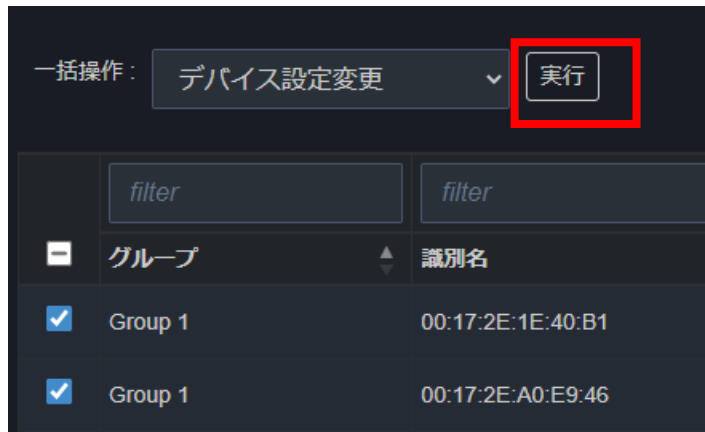 一括操作 : デバイス設定変更 実行
filter filter
グループ 識別名
Group 1 00:17:2E:1E:40:B1
Group 1 00:17:2E:A0:E9:46